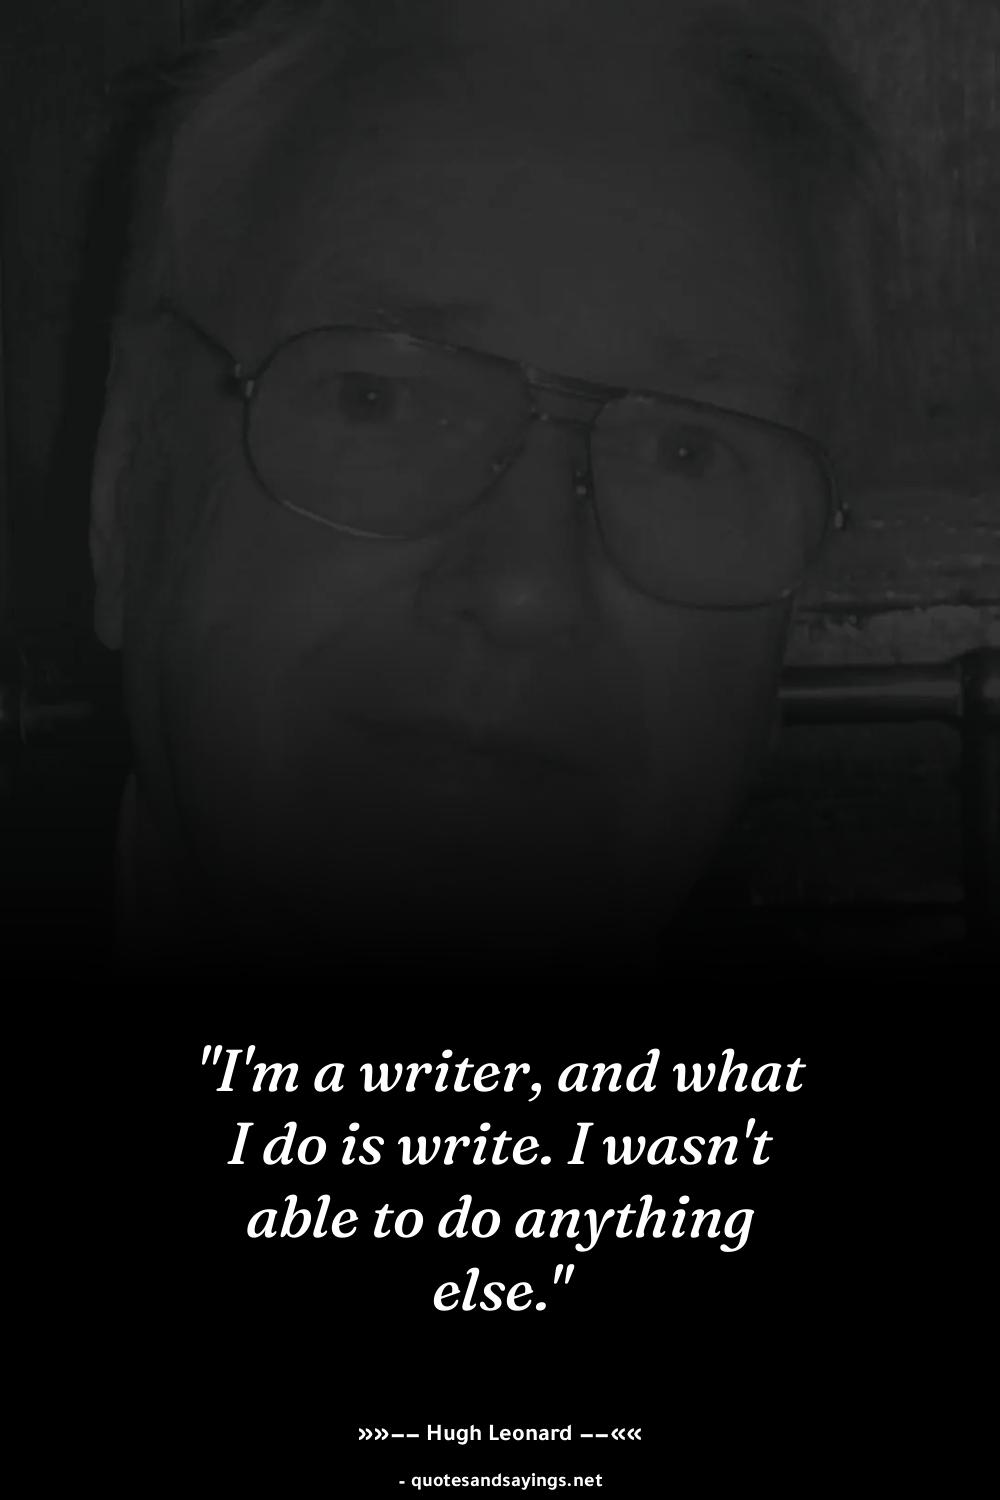 "I'm a writer, and what
I do is write. I wasn't
able to do anything
else."
»»−− Hugh Leonard −−««
- quotesandsayings.net